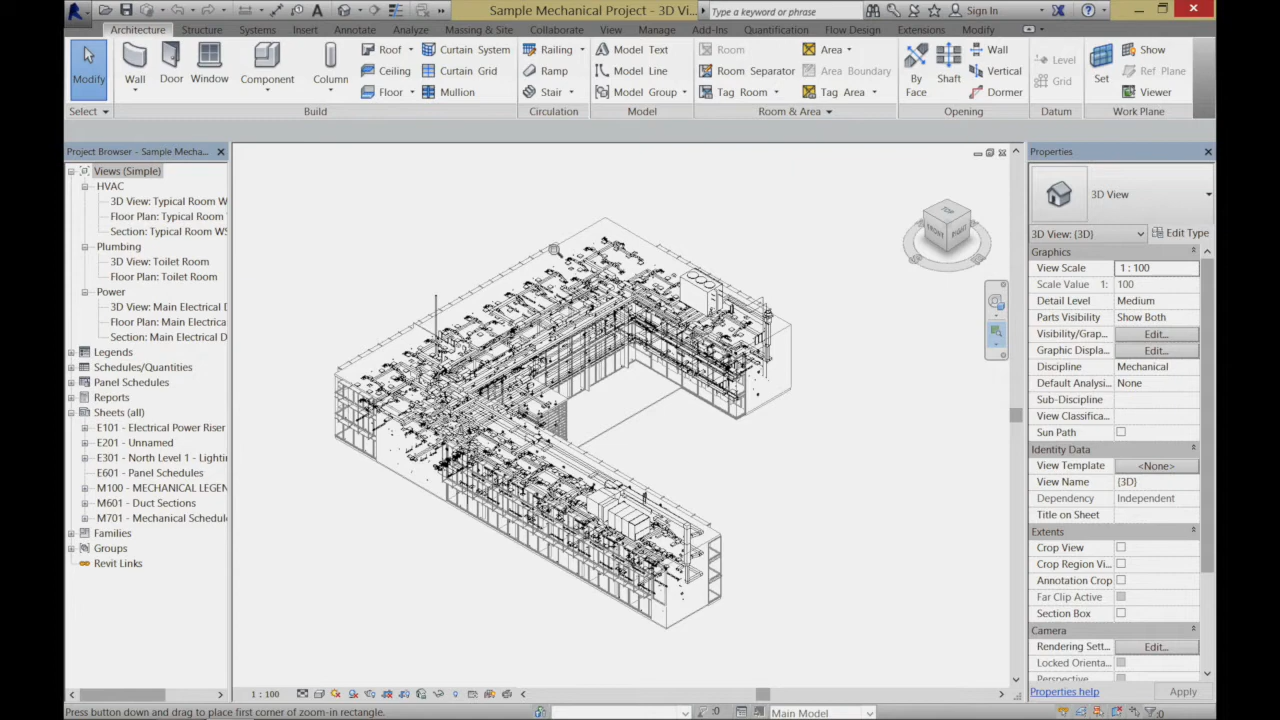 Sample Mechanical Project - 3D Vi...
Type a keyword or phrase
Sign In
Architecture Structure Systems Insert Annotate Analyze Massing & Site Collaborate View Manage Add-Ins Quantification Flow Design Extensions Modify
Modify
Wall
Door
Window
Component
Column
Roof
Ceiling
Floor
Curtain System
Curtain Grid
Mullion
Railing
Ramp
Stair
Model Text
Model Line
Model Group
Room
Room Separator
Tag Room
Area
Area Boundary
Tag Area
By
Face
Shaft
Wall
Vertical
Dormer
Level
Grid
Set
Show
Ref Plane
Viewer
Select Build Circulation Model Room & Area Opening Datum Work Plane
Project Browser - Sample Mecha...
Views (Simple)
HVAC
3D View: Typical Room W
Floor Plan: Typical Room
Section: Typical Room WS
Plumbing
3D View: Toilet Room
Floor Plan: Toilet Room
Power
3D View: Main Electrical D
Floor Plan: Main Electrica
Section: Main Electrical D
Legends
Schedules/Quantities
Panel Schedules
Reports
Sheets (all)
E101 - Electrical Power Riser
E201 - Unnamed
E301 - North Level 1 - Lightin
E601 - Panel Schedules
M100 - MECHANICAL LEGEN
M601 - Duct Sections
M701 - Mechanical Schedul
Families
Groups
Revit Links
TOP
FRONT
RIGHT
Properties
3D View
3D View: {3D}
Edit Type
Graphics
View Scale 1 : 100
Scale Value 1: 100
Detail Level Medium
Parts Visibility Show Both
Visibility/Grap... Edit...
Graphic Displa... Edit...
Discipline Mechanical
Default Analysi... None
Sub-Discipline
View Classifica...
Sun Path
Identity Data
View Template <None>
View Name {3D}
Dependency Independent
Title on Sheet
Extents
Crop View
Crop Region Vi...
Annotation Crop
Far Clip Active
Section Box
Camera
Rendering Sett... Edit...
Locked Orienta...
Perspective
Properties help
Apply
1 : 100
Press button down and drag to place first corner of zoom-in rectangle.
:0
Main Model
:0